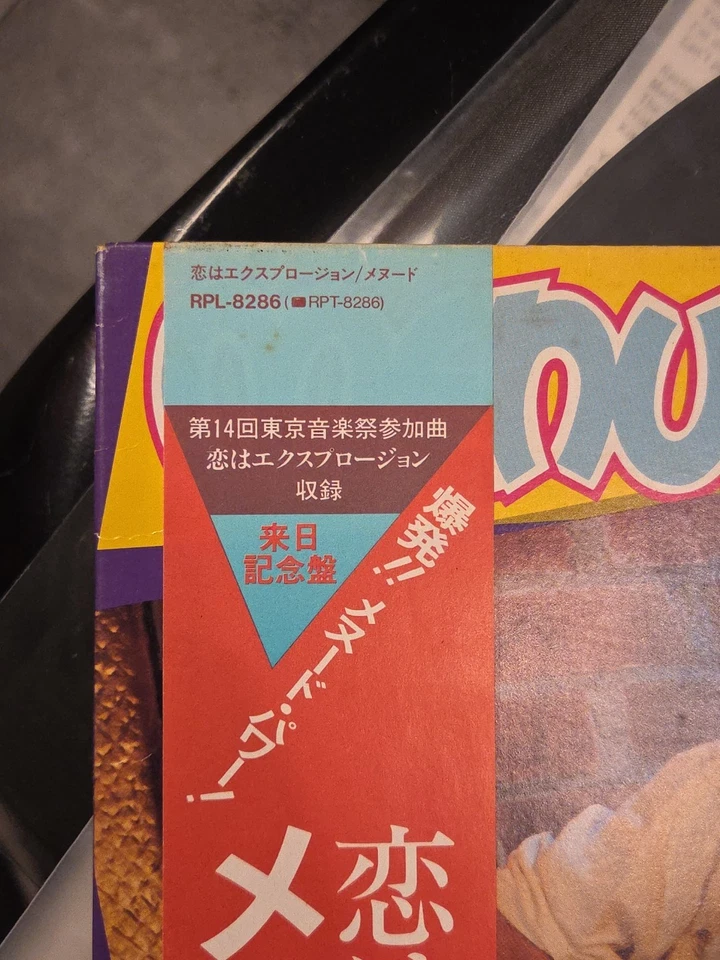 恋はエクスプロージョン/メヌード
RPL-8286(RPT-8286)
第14回東京音楽祭参加曲
恋はエクスプロージョン
収録
来日
記念盤
爆発!!メヌード・パワー!
恋
メ
nu